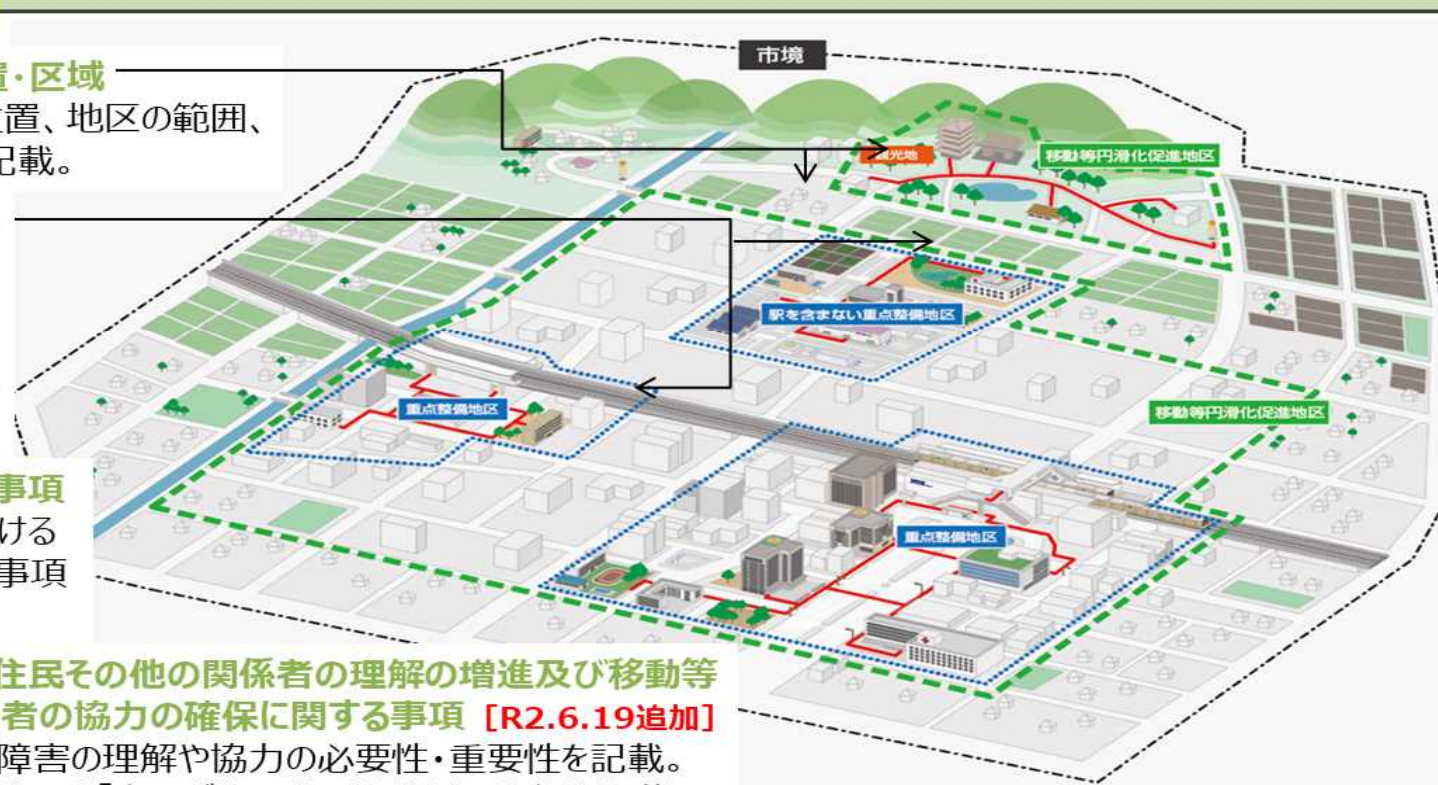 市境
置・区域
位置、地区の範囲、
記載。
観光地
移動等円滑化促進地区
駅を含まない重点整備地区
重点整備地区
移動等円滑化促進地区
事項
ける
事項
重点整備地区
住民その他の関係者の理解の増進及び移動等
者の協力の確保に関する事項 [R2.6.19追加]
障害の理解や協力の必要性・重要性を記載。